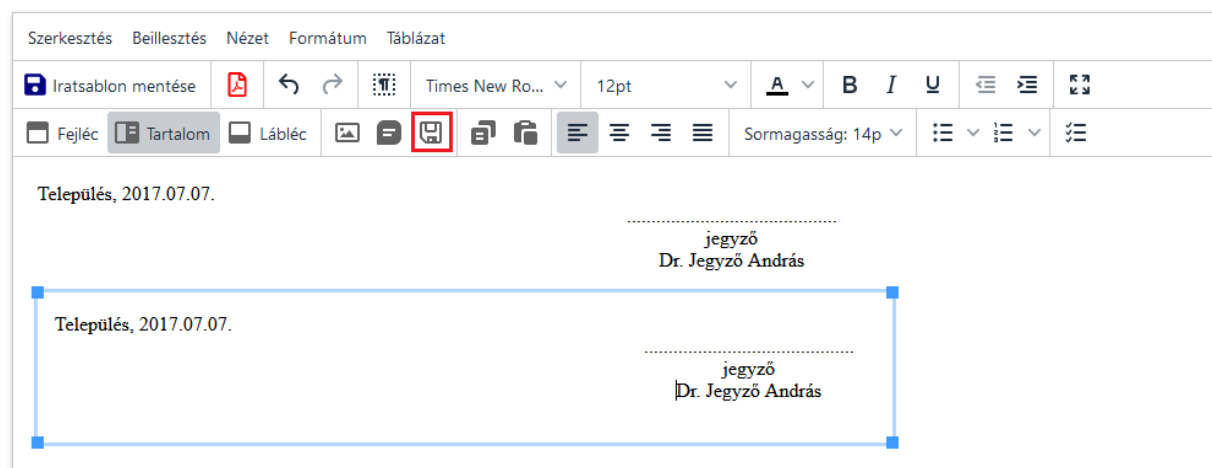 Szerkesztés Beillesztés Nézet Formátum Táblázat
Iratsablon mentése Times New Ro... 12pt A B I U
Fejléc Tartalom Lábléc Sormagasság: 14p
Település, 2017.07.07.
jegyző
Dr. Jegyző András
Település, 2017.07.07.
jegyző
Dr. Jegyző András